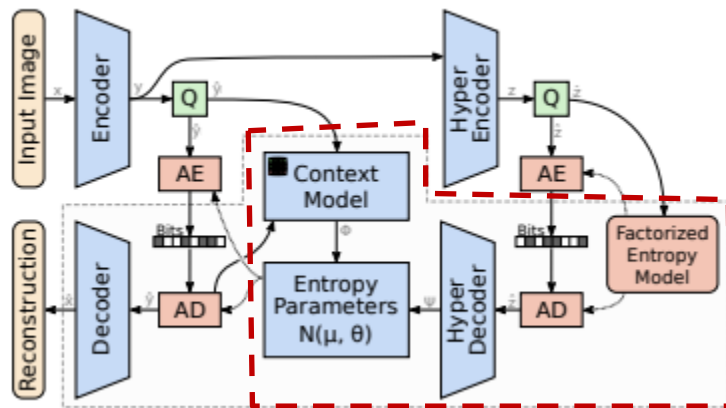 Input Image
x
Encoder
y
Q
ŷ
ŷ
AE
Bits
AD
ŷ
Decoder
x̂
Reconstruction
Context
Model
Φ
Entropy
Parameters
N(μ, θ)
ψ
Hyper
Encoder
z
Q
ẑ
ẑ
AE
Bits
AD
ẑ
Hyper
Decoder
Factorized
Entropy
Model